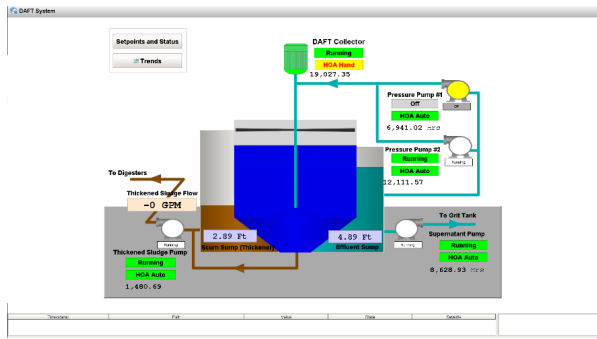 DAFT System
Setpoints and Status
Trends
DAFT Collector
Running
HOA Hand
19,027.35
Pressure Pump #1
Off
HOA Auto
6,941.02 Hrs
Off
Pressure Pump #2
Running
HOA Auto
12,111.57
Running
To Digesters
Thickened Sludge Flow
-0 GPM
Running
2.89 Ft
Scum Sump (Thickener)
4.89 Ft
Effluent Sump
Running
To Grit Tank
Supernatant Pump
Running
HOA Auto
8,628.93 Hrs
Thickened Sludge Pump
Running
HOA Auto
1,480.69
Timestamp
Path
Value
State